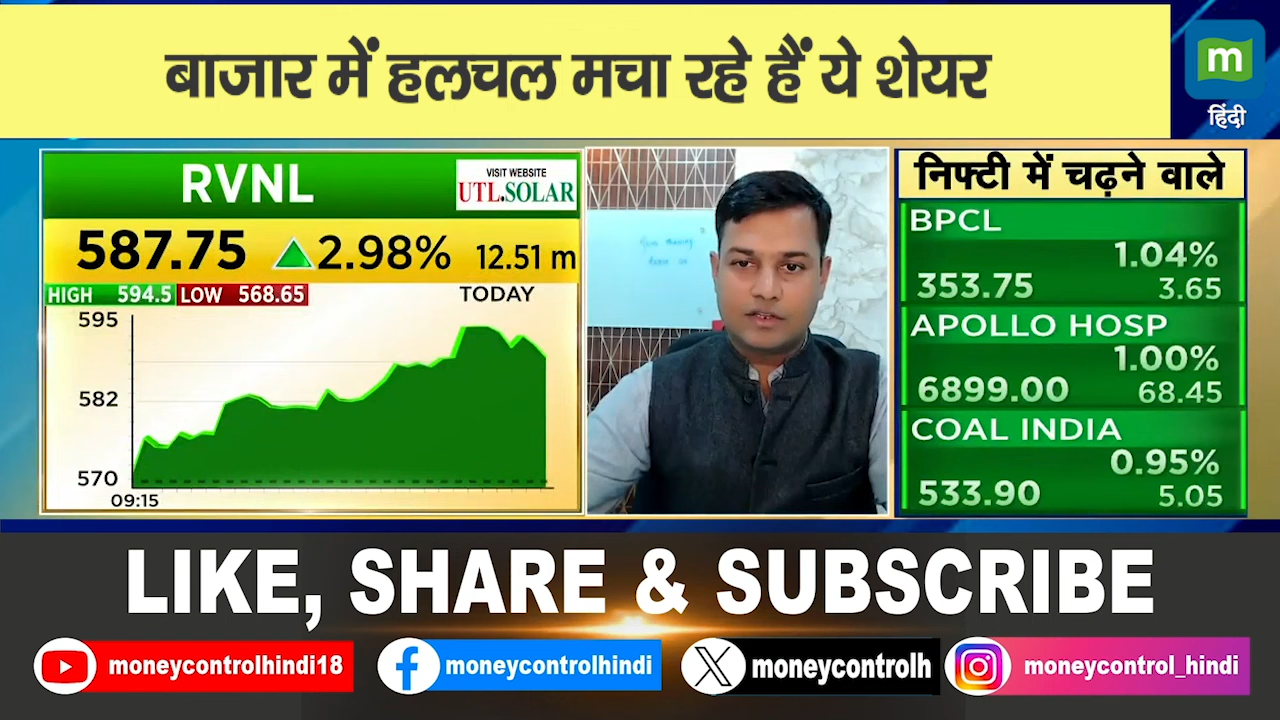 बाजार में हलचल मचा रहे हैं ये शेयर
m
हिंदी
RVNL
VISIT WEBSITE
UTL.SOLAR
587.75 2.98% 12.51 m
HIGH 594.5 LOW 568.65 TODAY
595
582
570
09:15
निफ्टी में चढ़ने वाले
BPCL
1.04%
353.75 3.65
APOLLO HOSP
1.00%
6899.00 68.45
COAL INDIA
0.95%
533.90 5.05
LIKE, SHARE & SUBSCRIBE
moneycontrolhindi18 moneycontrolhindi moneycontrolh moneycontrol_hindi